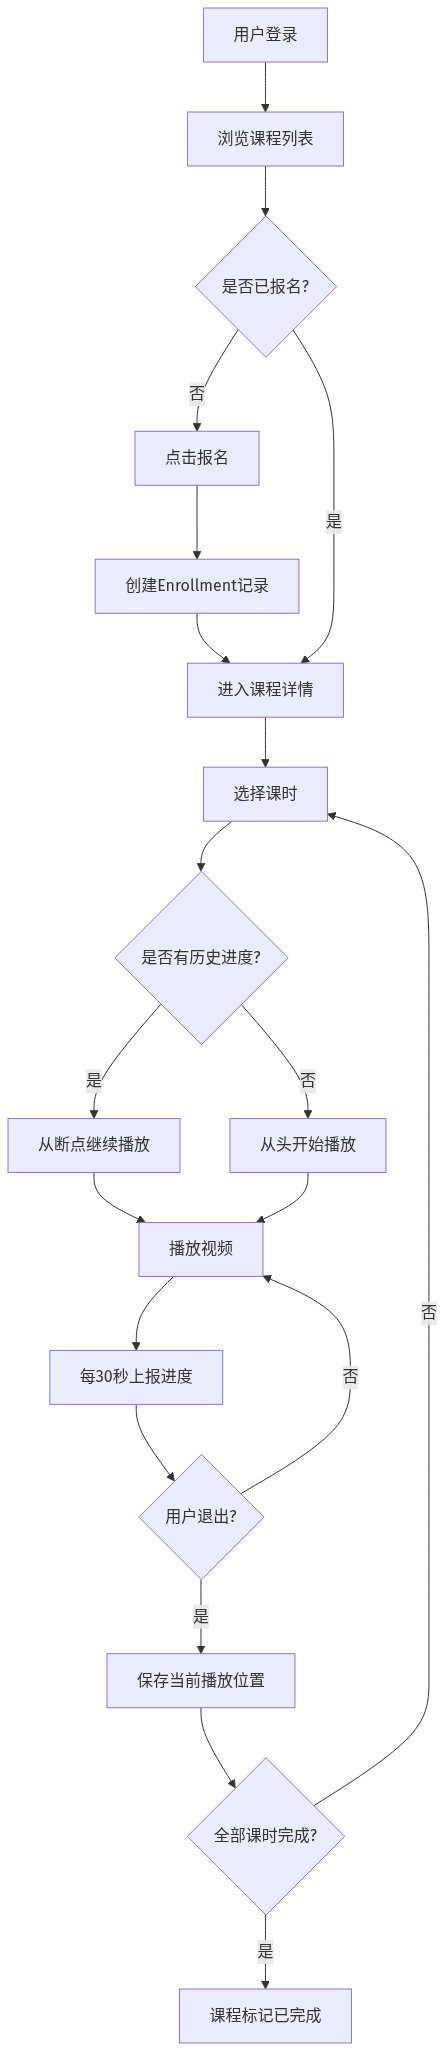 用户登录
浏览课程列表
是否已报名?
否
点击报名
是
创建Enrollment记录
进入课程详情
选择课时
是否有历史进度?
是
否
从断点继续播放
从头开始播放
播放视频
否
每30秒上报进度
否
用户退出?
是
保存当前播放位置
全部课时完成?
是
课程标记已完成